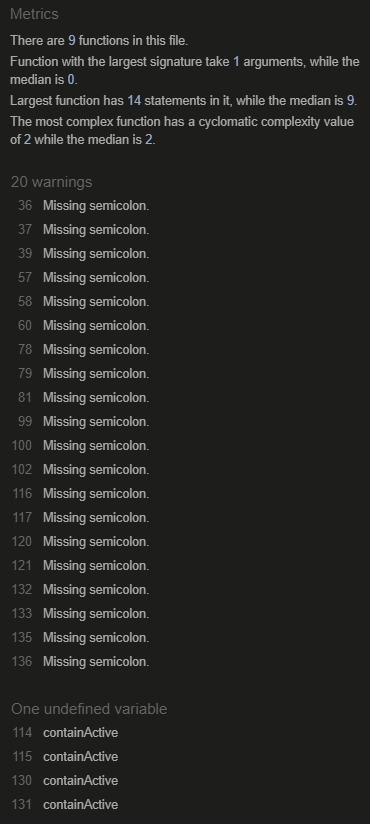 Metrics
There are 9 functions in this file.
Function with the largest signature take 1 arguments, while the
median is 0.
Largest function has 14 statements in it, while the median is 9.
The most complex function has a cyclomatic complexity value
of 2 while the median is 2.
20 warnings
36 Missing semicolon.
37 Missing semicolon.
39 Missing semicolon.
57 Missing semicolon.
58 Missing semicolon.
60 Missing semicolon.
78 Missing semicolon.
79 Missing semicolon.
81 Missing semicolon.
99 Missing semicolon.
100 Missing semicolon.
102 Missing semicolon.
116 Missing semicolon.
117 Missing semicolon.
120 Missing semicolon.
121 Missing semicolon.
132 Missing semicolon.
133 Missing semicolon.
135 Missing semicolon.
136 Missing semicolon.
One undefined variable
114 containActive
115 containActive
130 containActive
131 containActive